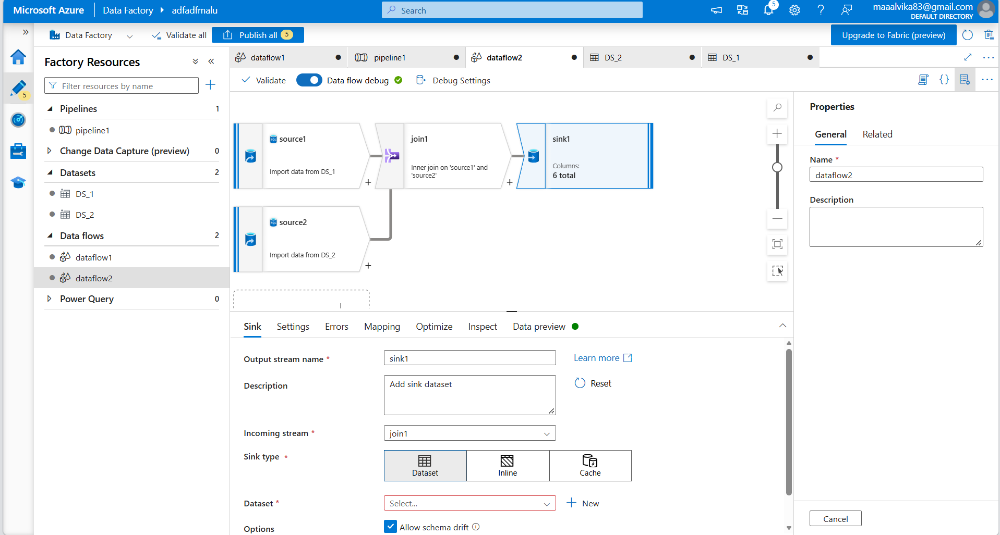 Microsoft Azure
Data Factory
adfadfmalu
Search
5
maaalvika83@gmail.com
DEFAULT DIRECTORY
Data Factory
Validate all
Publish all 5
Upgrade to Fabric (preview)
5
Factory Resources
Filter resources by name
Pipelines 1
pipeline1
Change Data Capture (preview) 0
Datasets 2
DS_1
DS_2
Data flows 2
dataflow1
dataflow2
Power Query 0
dataflow1
pipeline1
dataflow2
DS_2
DS_1
Validate
Data flow debug
Debug Settings
{}
SQL source1
Import data from DS_1
+
join1
Inner join on 'source1' and
'source2'
+
sink1
Columns:
6 total
SQL source2
Import data from DS_2
+
Sink
Settings
Errors
Mapping
Optimize
Inspect
Data preview
Output stream name *
sink1
Learn more
Description
Add sink dataset
Reset
Incoming stream *
join1
Sink type *
Dataset
Inline
Cache
Dataset *
Select...
New
Options
Allow schema drift
Properties
General
Related
Name *
dataflow2
Description
Cancel